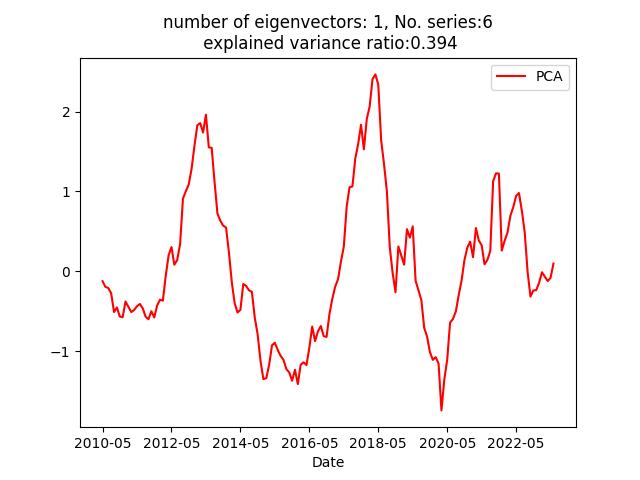 number of eigenvectors: 1, No. series:6
explained variance ratio:0.394
PCA
2
1
0
−1
2010-05 2012-05 2014-05 2016-05 2018-05 2020-05 2022-05
Date